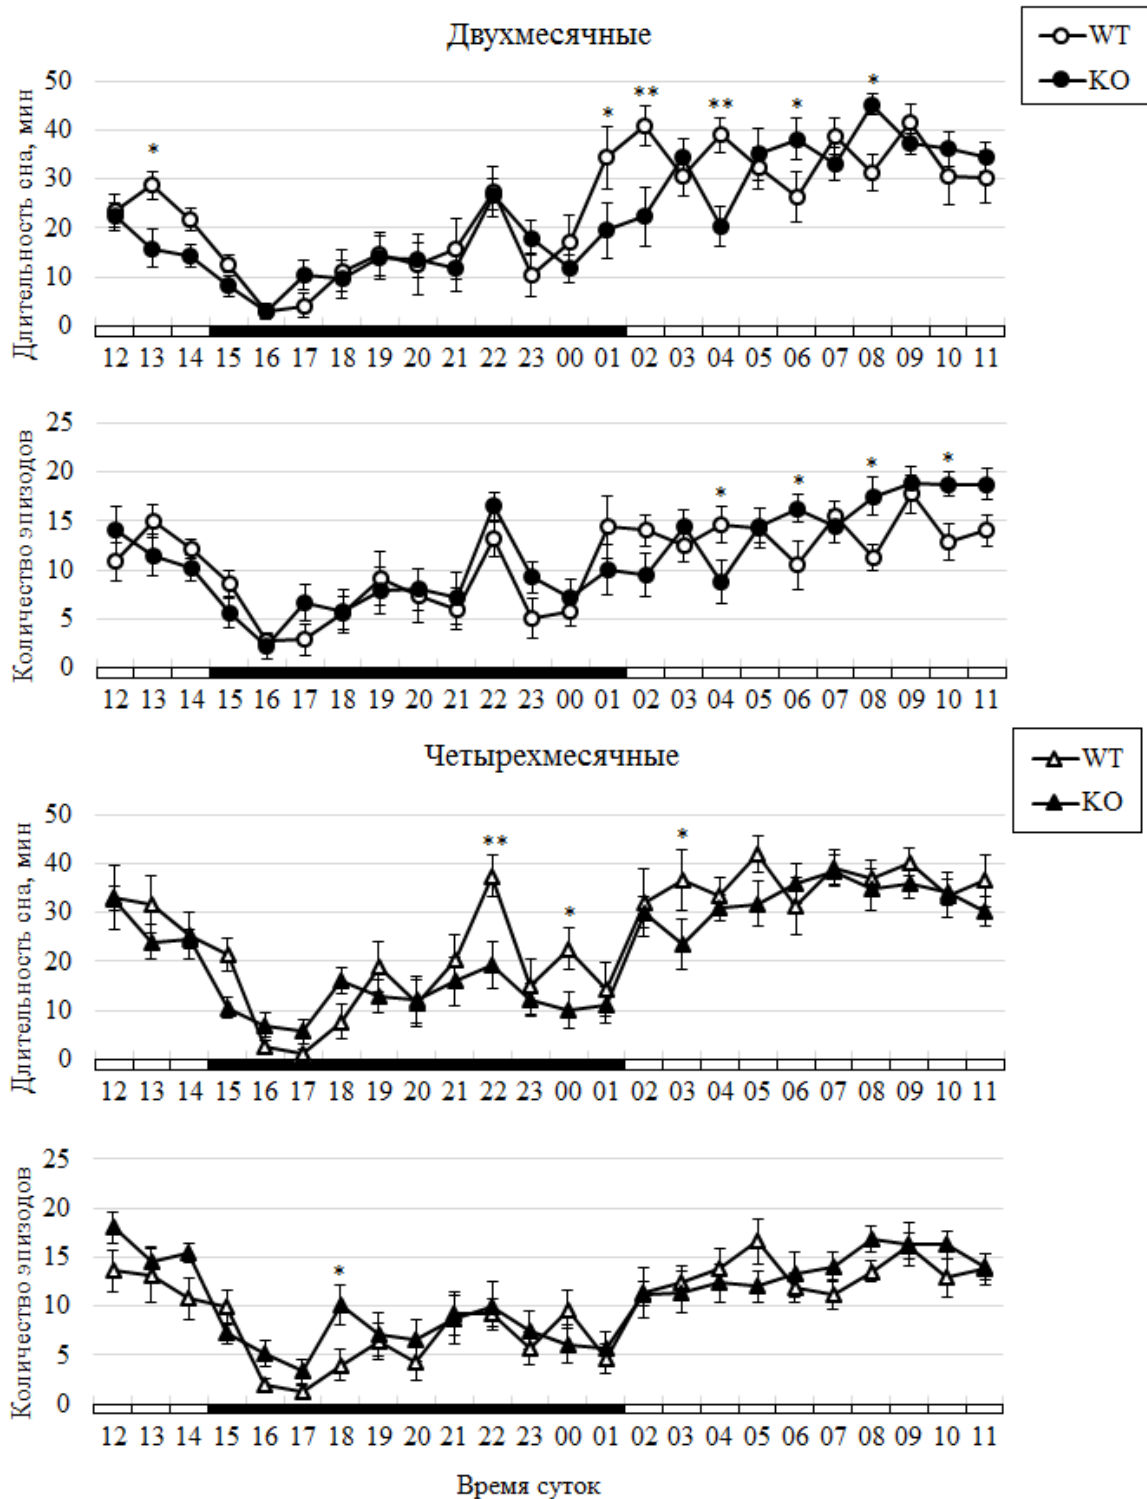 Двухмесячные
WT
KO
Длительность сна, мин
50
40
30
20
10
0
* * ** ** * *
12 13 14 15 16 17 18 19 20 21 22 23 00 01 02 03 04 05 06 07 08 09 10 11
Количество эпизодов
25
20
15
10
5
0
* * * *
12 13 14 15 16 17 18 19 20 21 22 23 00 01 02 03 04 05 06 07 08 09 10 11
Четырехмесячные
WT
KO
Длительность сна, мин
50
40
30
20
10
0
** * *
12 13 14 15 16 17 18 19 20 21 22 23 00 01 02 03 04 05 06 07 08 09 10 11
Количество эпизодов
25
20
15
10
5
0
*
12 13 14 15 16 17 18 19 20 21 22 23 00 01 02 03 04 05 06 07 08 09 10 11
Время суток